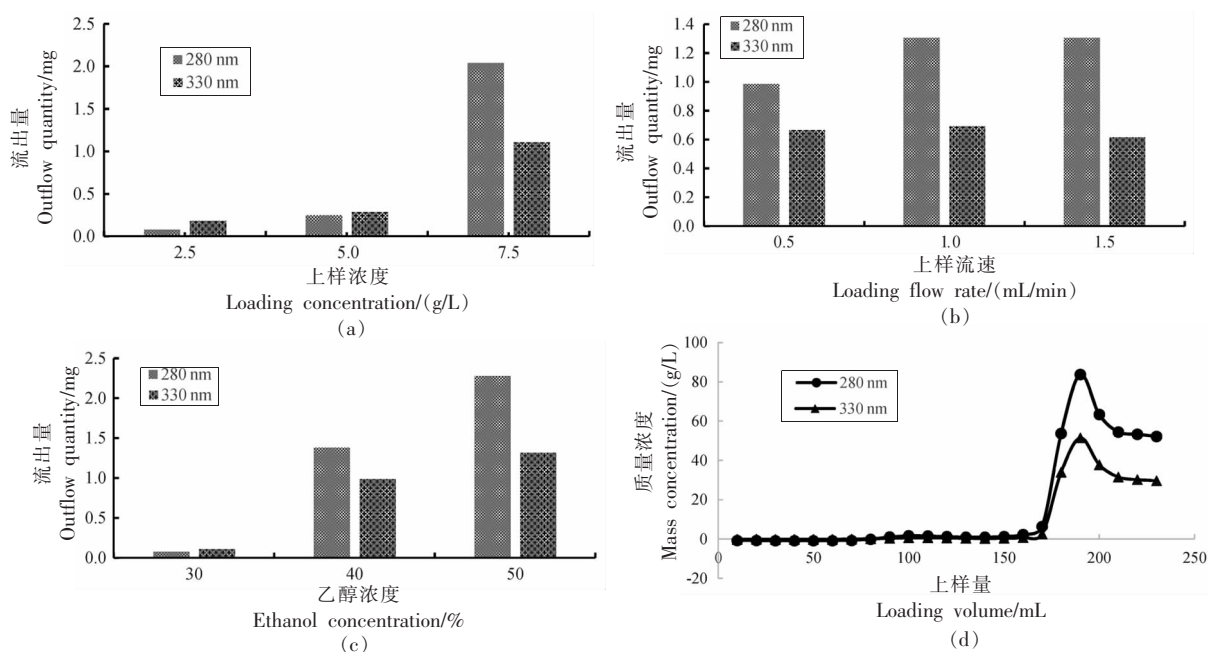 2.5
2.0
1.5
1.0
0.5
0.0
流出量
Outflow quantity/mg
280 nm
330 nm
2.5
5.0
7.5
上样浓度
Loading concentration/(g/L)
(a)
1.4
1.2
1.0
0.8
0.6
0.4
0.2
0.0
流出量
Outflow quantity/mg
280 nm
330 nm
0.5
1.0
1.5
上样流速
Loading flow rate/(mL/min)
(b)
2.5
2.0
1.5
1.0
0.5
0.0
流出量
Outflow quantity/mg
280 nm
330 nm
30
40
50
乙醇浓度
Ethanol concentration/%
(c)
100
80
60
40
20
0
-20
质量浓度
Mass concentration/(g/L)
280 nm
330 nm
0
50
100
150
200
250
上样量
Loading volume/mL
(d)